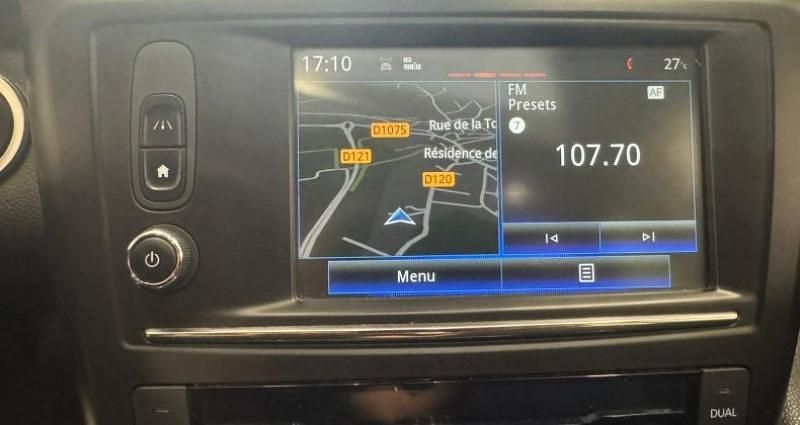 17:10
27°c
D1075
Rue de la To
D121
Résidence de
D120
FM
Presets
AF
7
107.70
Menu
DUAL